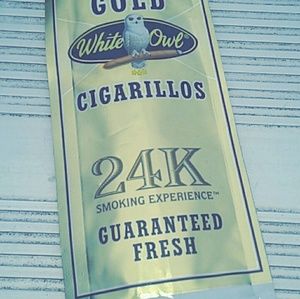 GOLD
White Owl®
CIGARILLOS
24K
SMOKING EXPERIENCE™
GUARANTEED
FRESH